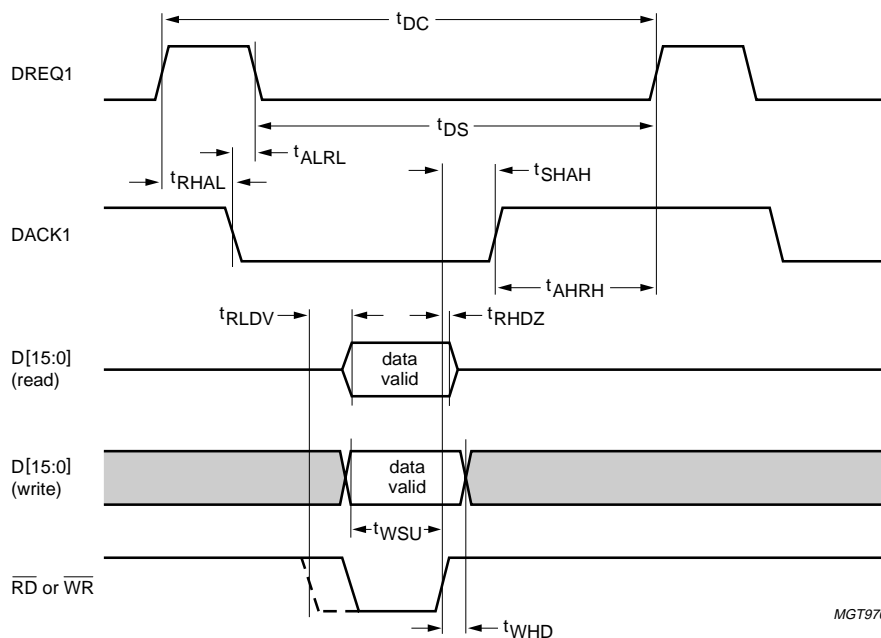 tDC
DREQ1
tDS
tALRL
tRHAL
tSHAH
DACK1
tAHRH
tRLDV
tRHDZ
D[15:0]
(read)
data
valid
D[15:0]
(write)
data
valid
tWSU
RD or WR
tWHD